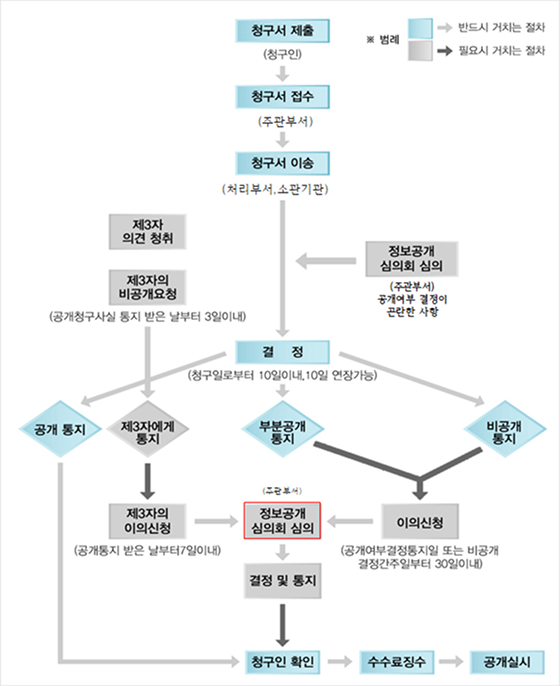 청구서 제출
(청구인)
※ 범례
반드시 거치는 절차
필요시 거치는 절차
청구서 접수
(주관부서)
청구서 이송
(처리부서,소관기관)
제3자
의견 청취
정보공개
심의회 심의
(주관부서)
공개여부 결정이
곤란한 사항
제3자의
비공개요청
(공개청구사실 통지 받은 날부터 3일이내)
결 정
(청구일로부터 10일이내,10일 연장가능)
공개 통지
제3자에게
통지
부분공개
통지
비공개
통지
제3자의
이의신청
(공개통지 받은 날부터7일이내)
(주관부서)
정보공개
심의회 심의
이의신청
(공개여부결정통지일 또는 비공개
결정간주일부터 30일이내)
결정 및 통지
청구인 확인
수수료징수
공개실시